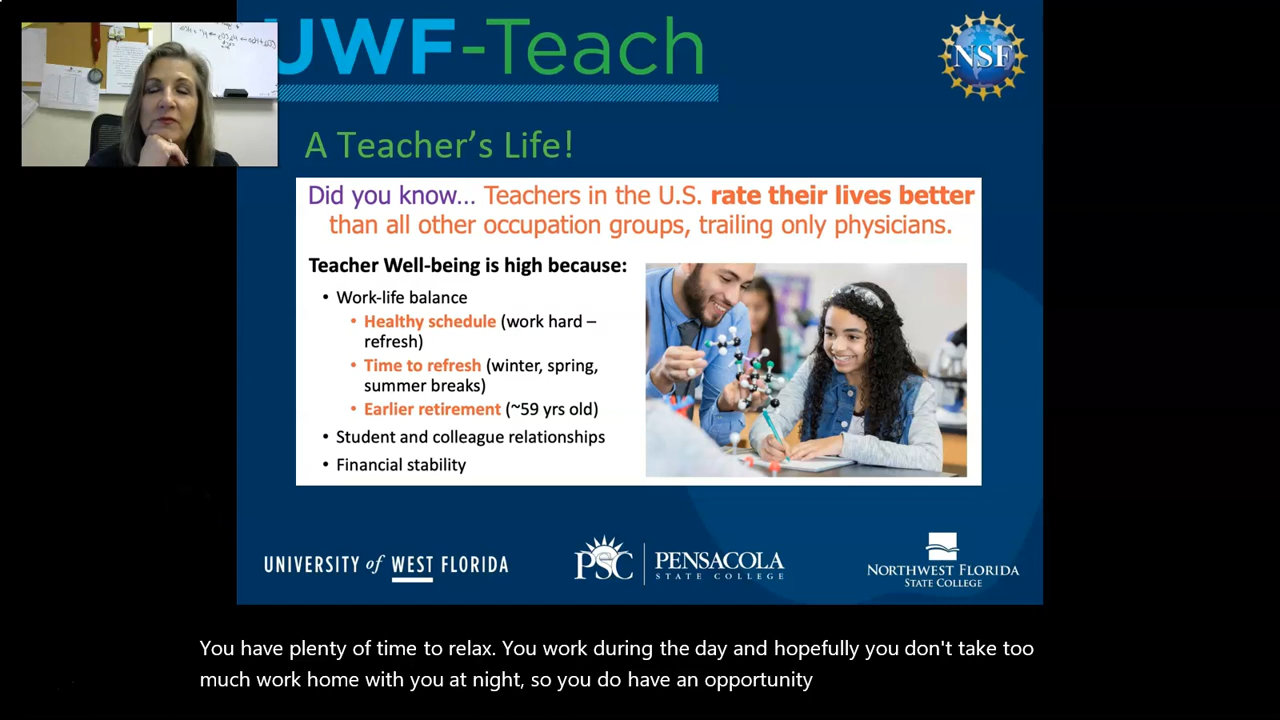 UWF-Teach
NSF
A Teacher's Life!
Did you know... Teachers in the U.S. rate their lives better
than all other occupation groups, trailing only physicians.
Teacher Well-being is high because:
• Work-life balance
• Healthy schedule (work hard –
refresh)
• Time to refresh (winter, spring,
summer breaks)
• Earlier retirement (~59 yrs old)
• Student and colleague relationships
• Financial stability
UNIVERSITY of WEST FLORIDA
PSC
PENSACOLA
STATE COLLEGE
NORTHWEST FLORIDA
STATE COLLEGE
You have plenty of time to relax. You work during the day and hopefully you don't take too
much work home with you at night, so you do have an opportunity